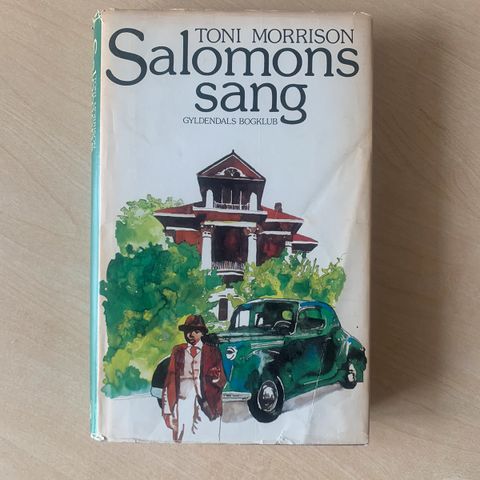 TONI MORRISON
Salomons
sang
GYLDENDALS BOGKLUB